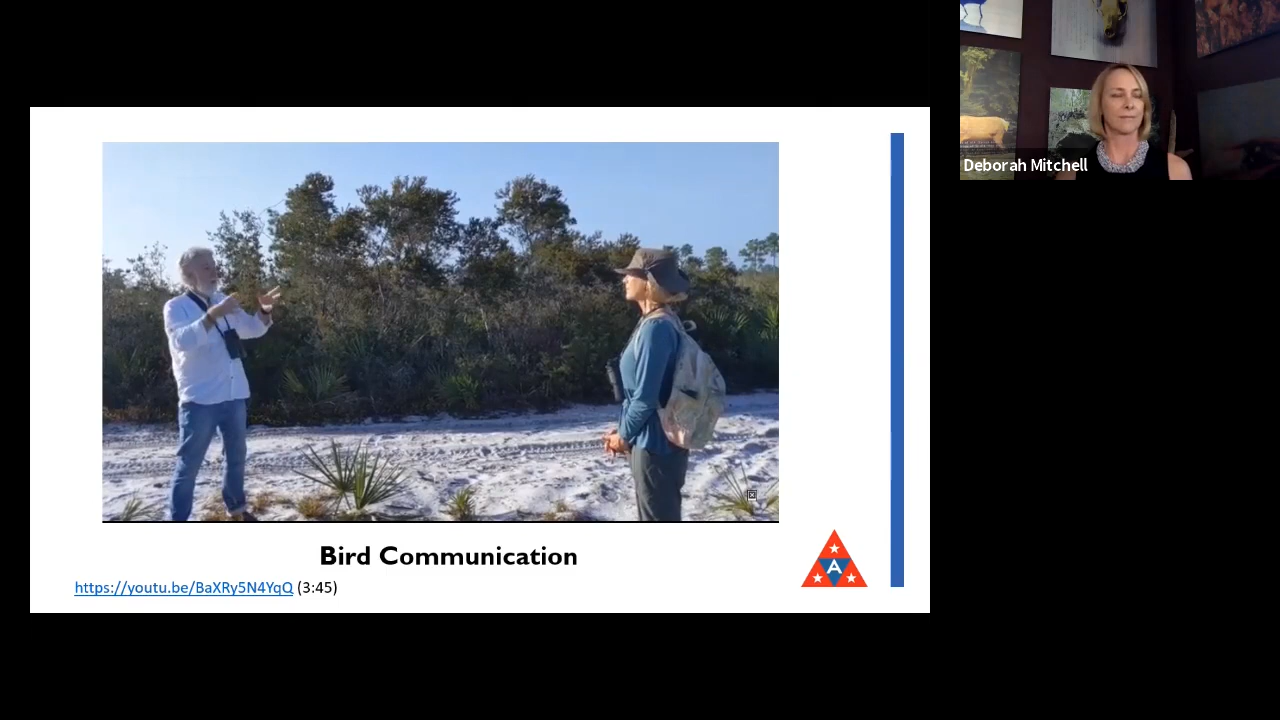 Deborah Mitchell
Bird Communication
A
https://youtu.be/BaXRy5N4YqQ (3:45)